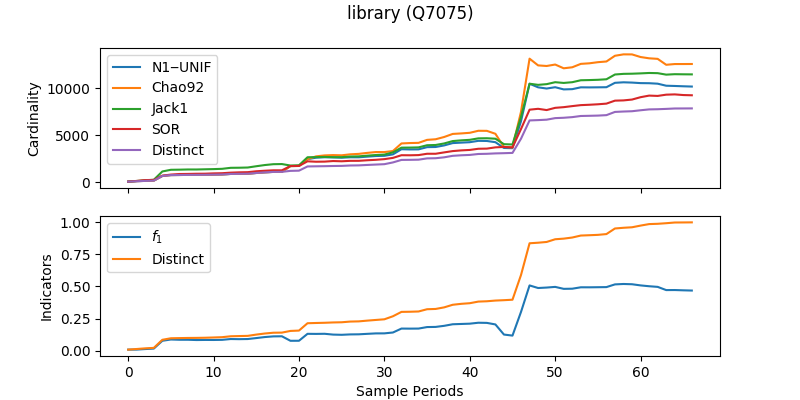 library (Q7075)
Cardinality
10000
5000
0
N1−UNIF
Chao92
Jack1
SOR
Distinct
Indicators
1.00
0.75
0.50
0.25
0.00
f1
Distinct
0 10 20 30 40 50 60
Sample Periods